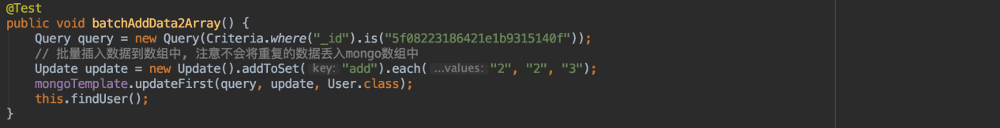 @Test
public void batchAddData2Array() {
    Query query = new Query(Criteria.where("_id").is("5f08223186421e1b9315140f"));
    // 批量插入数据到数组中, 注意不会将重复的数据丢入mongo数组中
    Update update = new Update().addToSet( key: "add").each( ...values: "2", "2", "3");
    mongoTemplate.updateFirst(query, update, User.class);
    this.findUser();
}